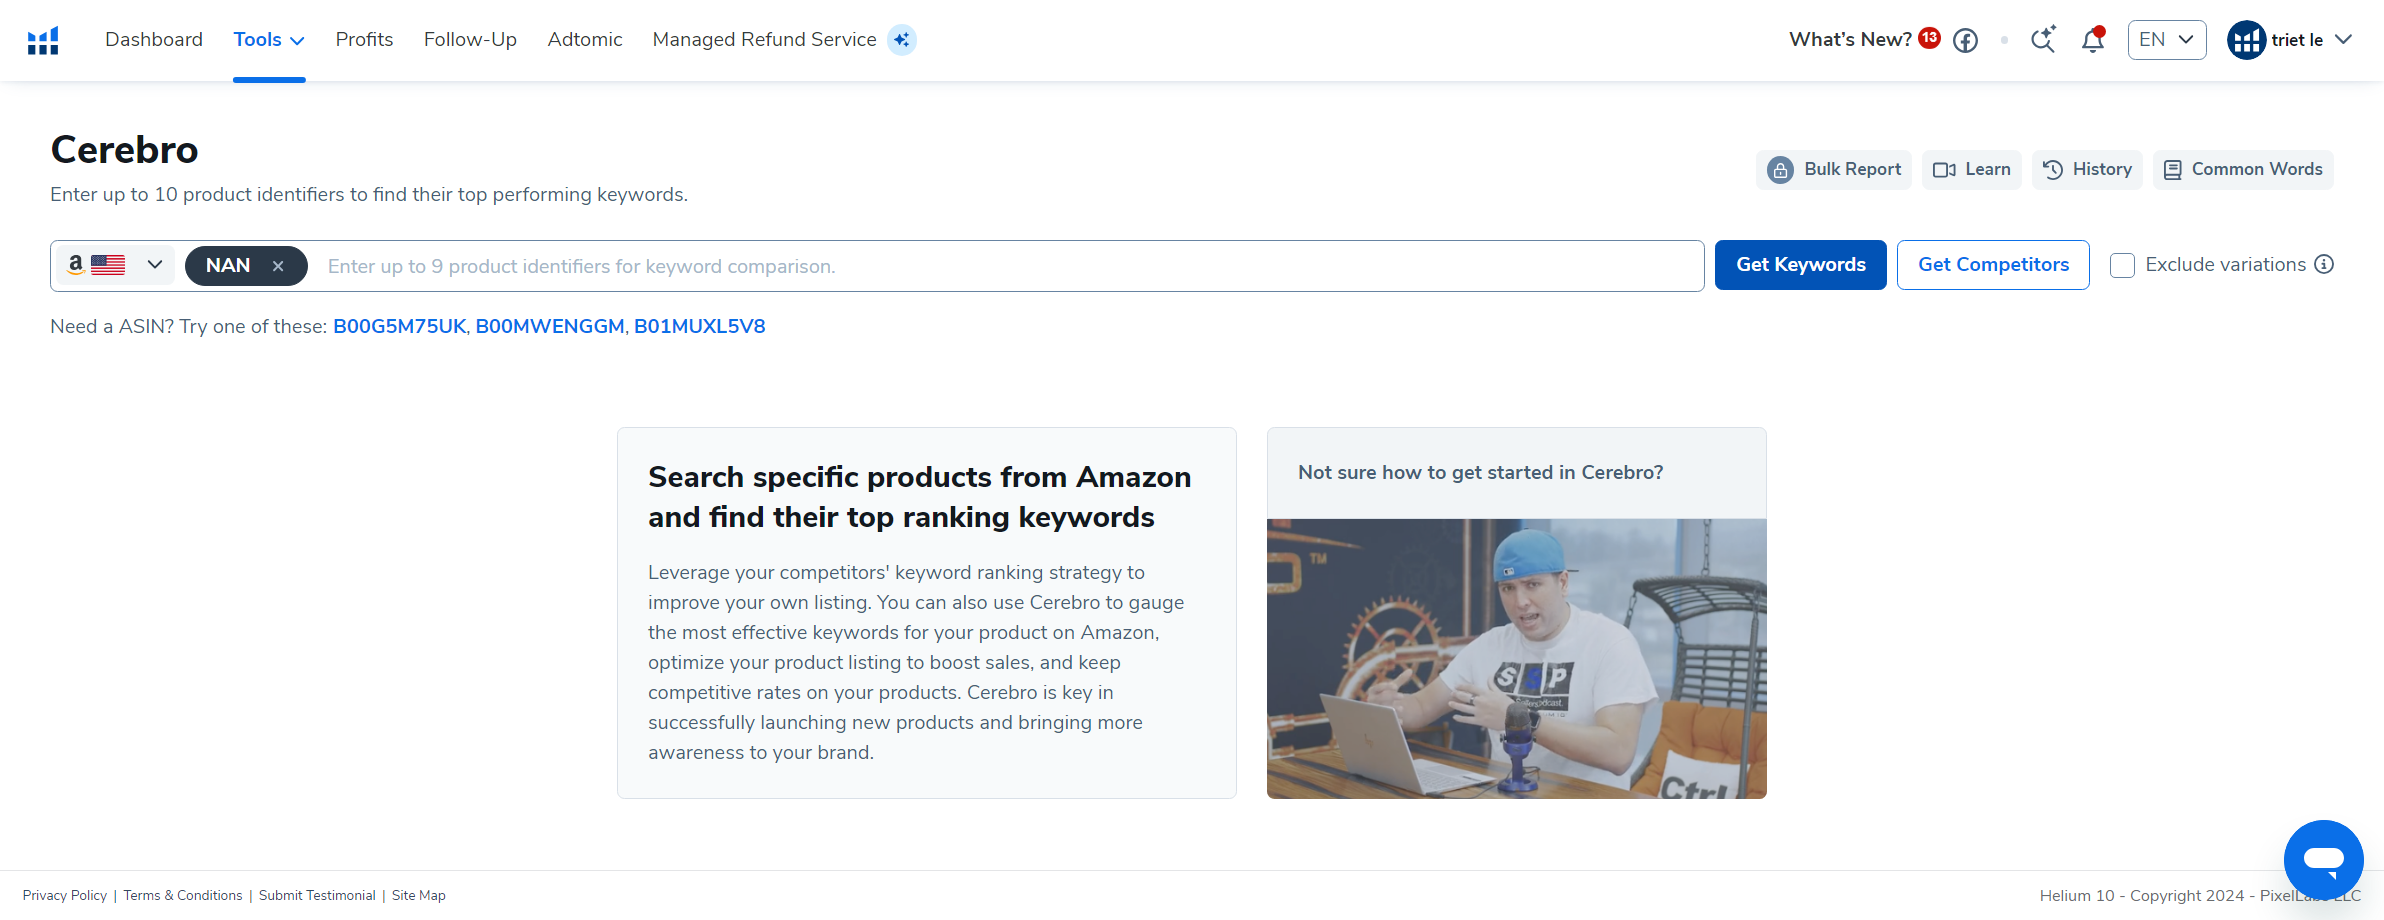 Dashboard Tools Profits Follow-Up Adtomic Managed Refund Service What's New? 13 EN triet le
Cerebro
Enter up to 10 product identifiers to find their top performing keywords.
Bulk Report Learn History Common Words
a NAN × Enter up to 9 product identifiers for keyword comparison. Get Keywords Get Competitors Exclude variations
Need a ASIN? Try one of these: B00G5M75UK, B00MWENGGM, B01MUXL5V8
Search specific products from Amazon
and find their top ranking keywords
Leverage your competitors' keyword ranking strategy to
improve your own listing. You can also use Cerebro to gauge
the most effective keywords for your product on Amazon,
optimize your product listing to boost sales, and keep
competitive rates on your products. Cerebro is key in
successfully launching new products and bringing more
awareness to your brand.
Not sure how to get started in Cerebro?
TM
SSP
Ctrl
Privacy Policy | Terms & Conditions | Submit Testimonial | Site Map
Helium 10 - Copyright 2024 - PixelLabs LLC